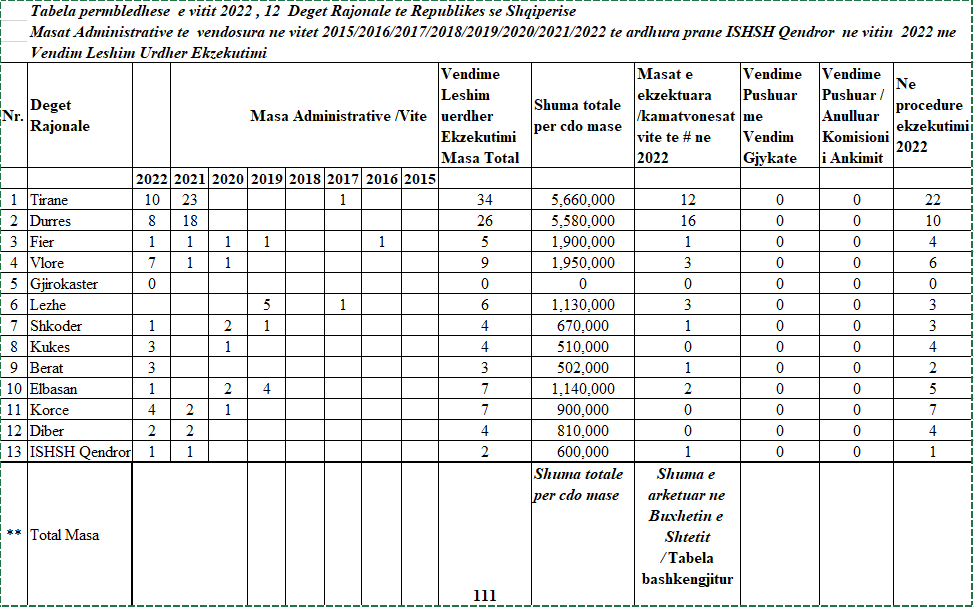 Tabela permbledhese e vitit 2022 , 12 Deget Rajonale te Republikes se Shqiperise
Masat Administrative te vendosura ne vitet 2015/2016/2017/2018/2019/2020/2021/2022 te ardhura prane ISHSH Qendror ne vitin 2022 me
Vendim Leshim Urdher Ekzekutimi
Nr.
Deget
Rajonale
Masa Administrative /Vite
Vendime
Leshim
uerdher
Ekzekutimi
Masa Total
Shuma totale
per cdo mase
Masat e
ekzektuara
/kamatvonesat
vite te # ne
2022
Vendime
Pushuar
me
Vendim
Gjykate
Vendime
Pushuar /
Anulluar
Komisioni
i Ankimit
Ne
procedure
ekzekutimi
2022
2022 2021 2020 2019 2018 2017 2016 2015
1 Tirane 10 23 1 34 5,660,000 12 0 0 22
2 Durres 8 18 26 5,580,000 16 0 0 10
3 Fier 1 1 1 1 1 5 1,900,000 1 0 0 4
4 Vlore 7 1 1 9 1,950,000 3 0 0 6
5 Gjirokaster 0 0 0 0 0 0 0
6 Lezhe 5 1 6 1,130,000 3 0 0 3
7 Shkoder 1 2 1 4 670,000 1 0 0 3
8 Kukes 3 1 4 510,000 0 0 0 4
9 Berat 3 3 502,000 1 0 0 2
10 Elbasan 1 2 4 7 1,140,000 2 0 0 5
11 Korce 4 2 1 7 900,000 0 0 0 7
12 Diber 2 2 4 810,000 0 0 0 4
13 ISHSH Qendror 1 1 2 600,000 1 0 0 1
** Total Masa
111
Shuma totale
per cdo mase
Shuma e
arketuar ne
Buxhetin e
Shtetit
/Tabela
bashkengjitur